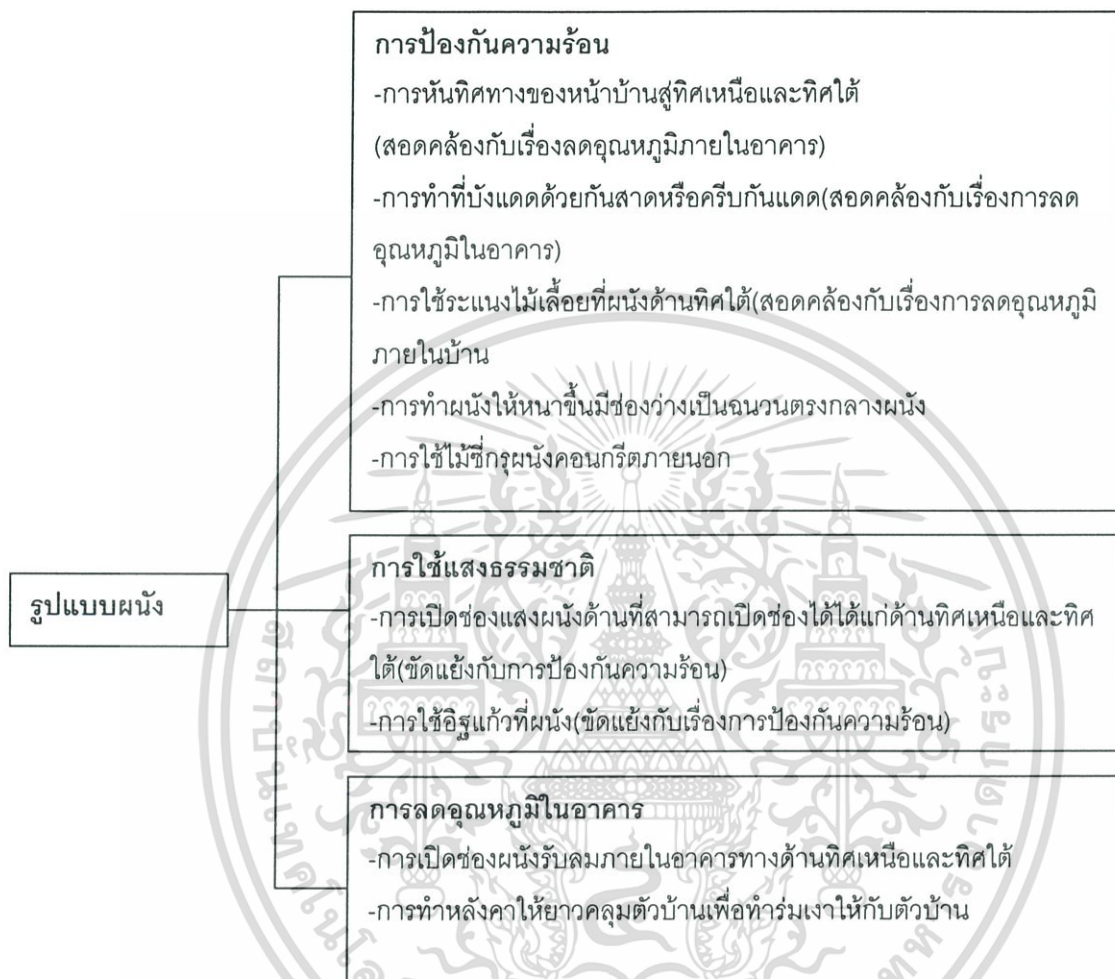 การป้องกันความร้อน
-การหันทิศทางของหน้าบ้านสู่ทิศเหนือและทิศใต้
(สอดคล้องกับเรื่องลดอุณหภูมิภายในอาคาร)
-การทำที่บังแดดด้วยกันสาดหรือครีบกันแดด(สอดคล้องกับเรื่องการลด
อุณหภูมิในอาคาร)
-การใช้ระแนงไม้เลื้อยที่ผนังด้านทิศใต้(สอดคล้องกับเรื่องการลดอุณหภูมิ
ภายในบ้าน
-การทำผนังให้หนาขึ้นมีช่องว่างเป็นฉนวนตรงกลางผนัง
-การใช้ไม้ซี่กรุผนังคอนกรีตภายนอก
รูปแบบผนัง
การใช้แสงธรรมชาติ
-การเปิดช่องแสงผนังด้านที่สามารถเปิดช่องได้ได้แก่ด้านทิศเหนือและทิศ
ใต้(ขัดแย้งกับการป้องกันความร้อน)
-การใช้อิฐแก้วที่ผนัง(ขัดแย้งกับเรื่องการป้องกันความร้อน)
การลดอุณหภูมิในอาคาร
-การเปิดช่องผนังรับลมภายในอาคารทางด้านทิศเหนือและทิศใต้
-การทำหลังคาให้ยาวคลุมตัวบ้านเพื่อทำร่มเงาให้กับตัวบ้าน